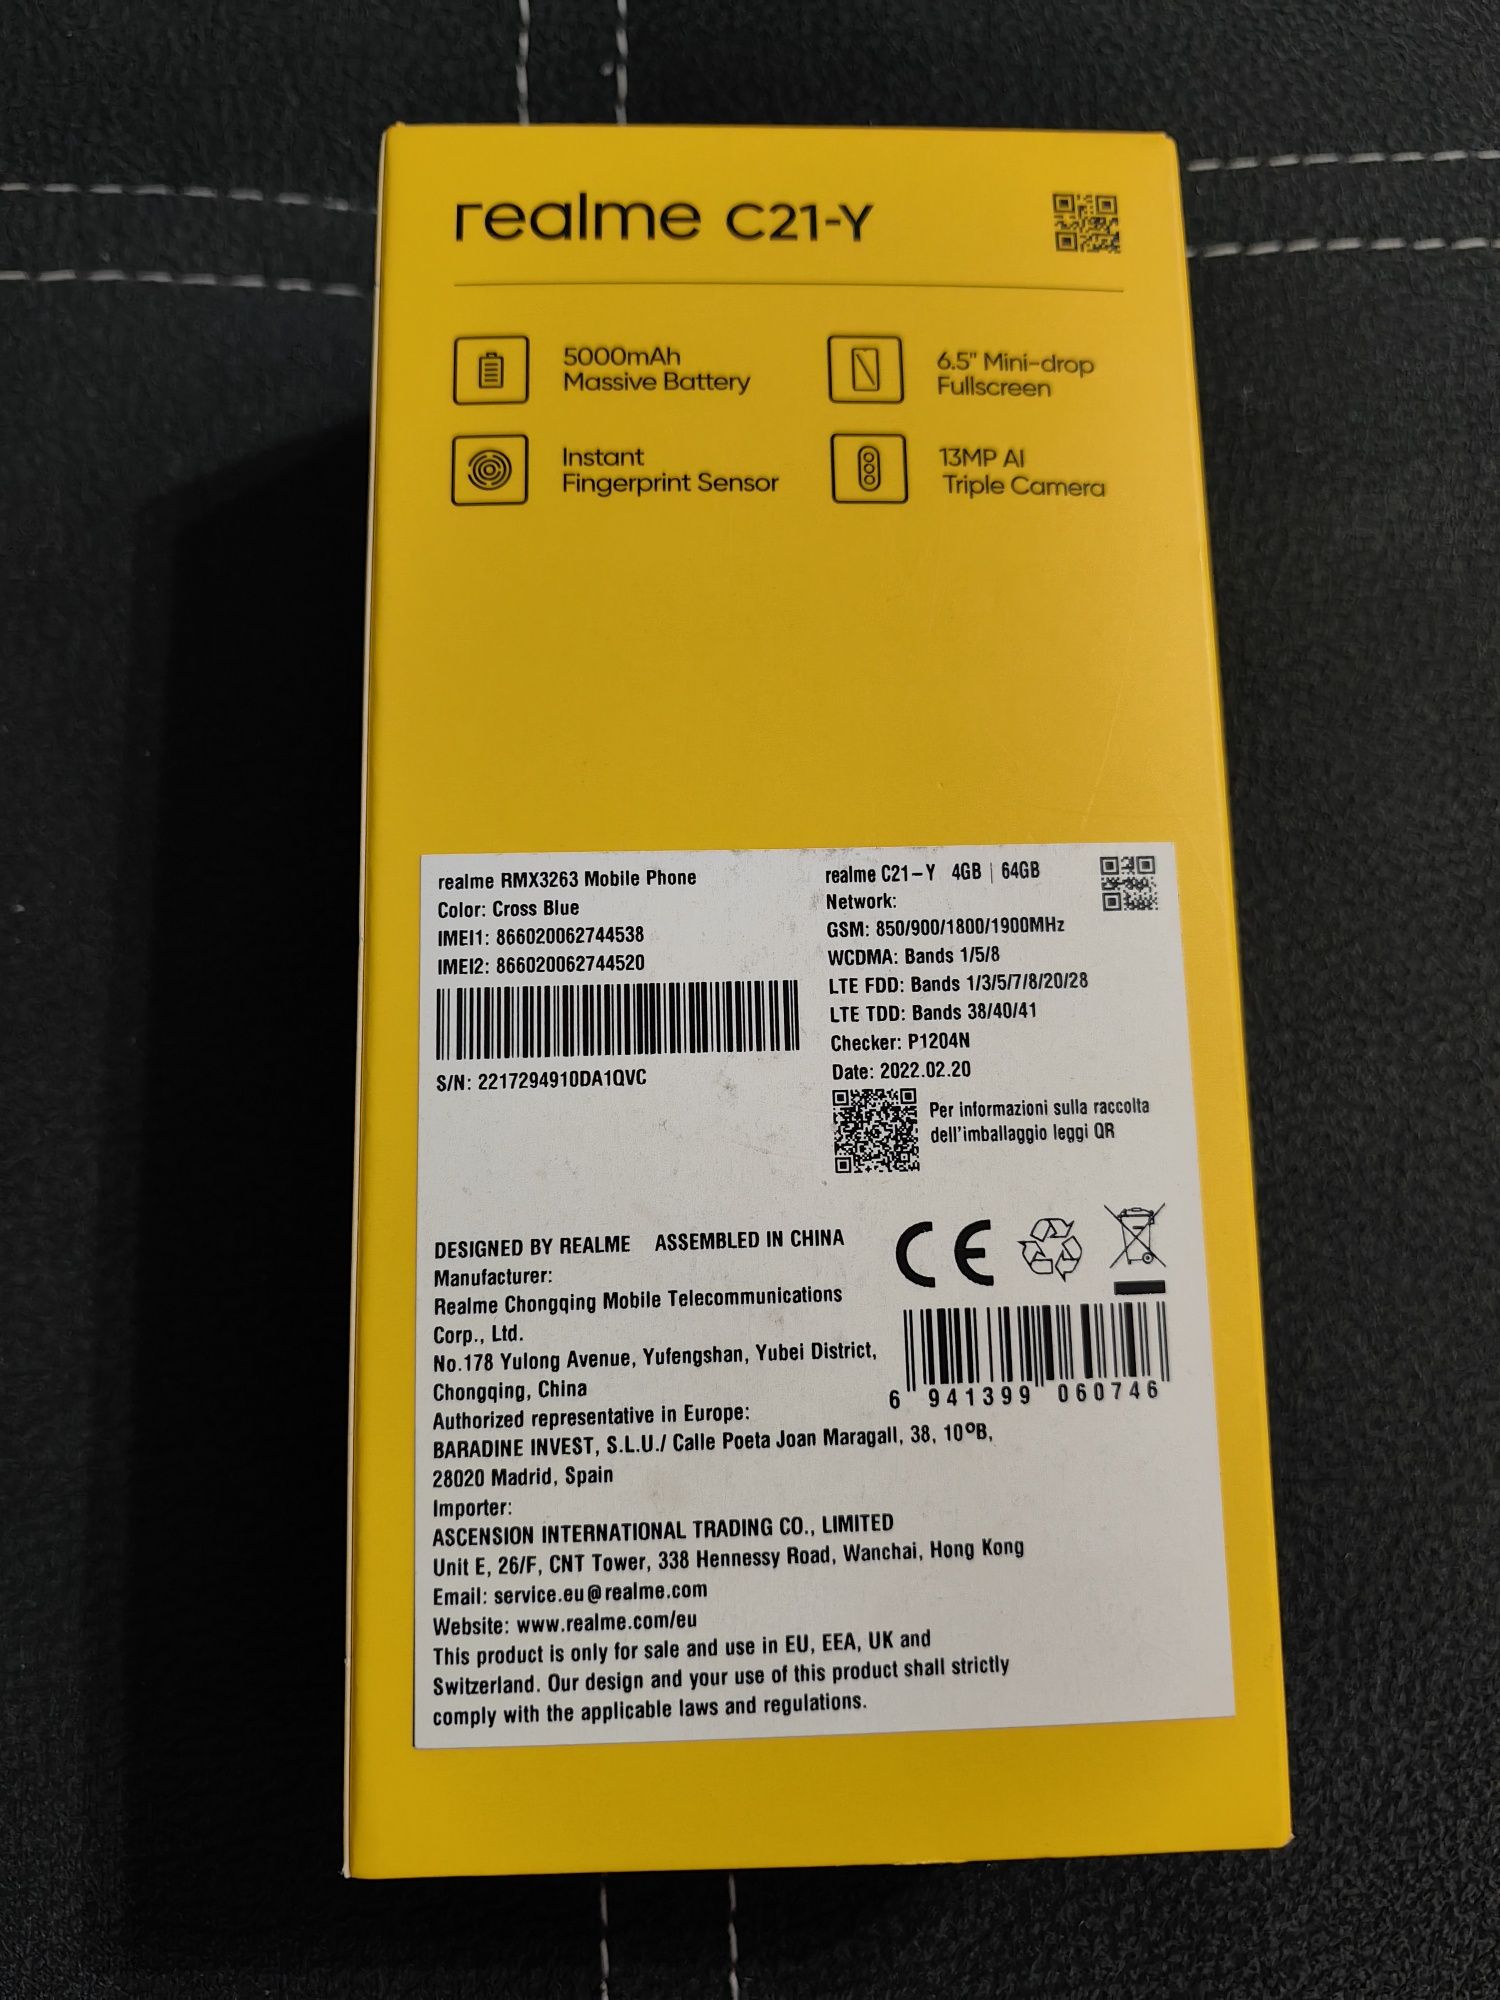 realme C21-Y
5000mAh
Massive Battery
6.5" Mini-drop
Fullscreen
Instant
Fingerprint Sensor
13MP AI
Triple Camera
realme RMX3263 Mobile Phone
Color: Cross Blue
IMEI1: 866020062744538
IMEI2: 866020062744520
S/N: 2217294910DA1QVC
realme C21-Y 4GB | 64GB
Network:
GSM: 850/900/1800/1900MHz
WCDMA: Bands 1/5/8
LTE FDD: Bands 1/3/5/7/8/20/28
LTE TDD: Bands 38/40/41
Checker: P1204N
Date: 2022.02.20
Per informazioni sulla raccolta
dell'imballaggio leggi QR
DESIGNED BY REALME ASSEMBLED IN CHINA
Manufacturer:
Realme Chongqing Mobile Telecommunications
Corp., Ltd.
No.178 Yulong Avenue, Yufengshan, Yubei District,
Chongqing, China
Authorized representative in Europe:
BARADINE INVEST, S.L.U./ Calle Poeta Joan Maragall, 38, 10ºB,
28020 Madrid, Spain
Importer:
ASCENSION INTERNATIONAL TRADING CO., LIMITED
Unit E, 26/F, CNT Tower, 338 Hennessy Road, Wanchai, Hong Kong
Email: service.eu@realme.com
Website: www.realme.com/eu
This product is only for sale and use in EU, EEA, UK and
Switzerland. Our design and your use of this product shall strictly
comply with the applicable laws and regulations.
CE
6 941399 060746